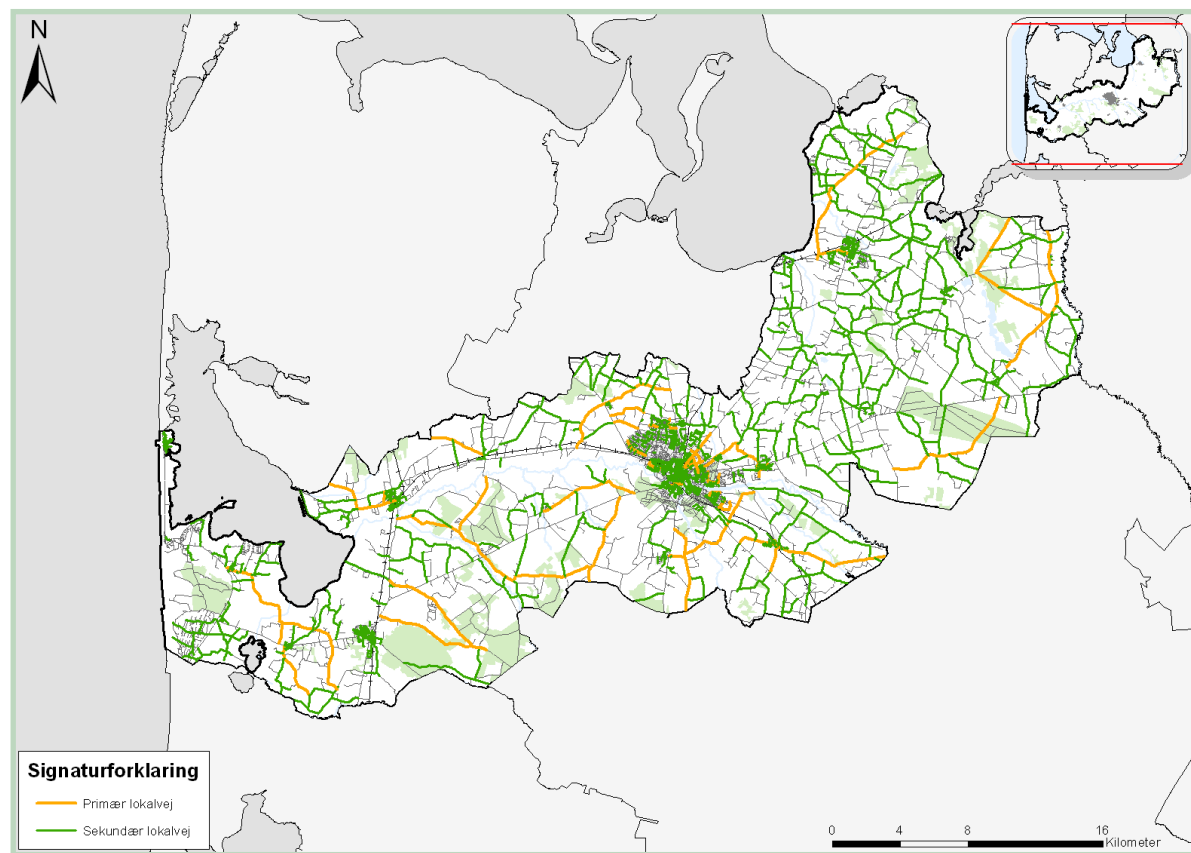 N
Signaturforklaring
Primær lokalvej
Sekundær lokalvej
0 4 8 16
Kilometer